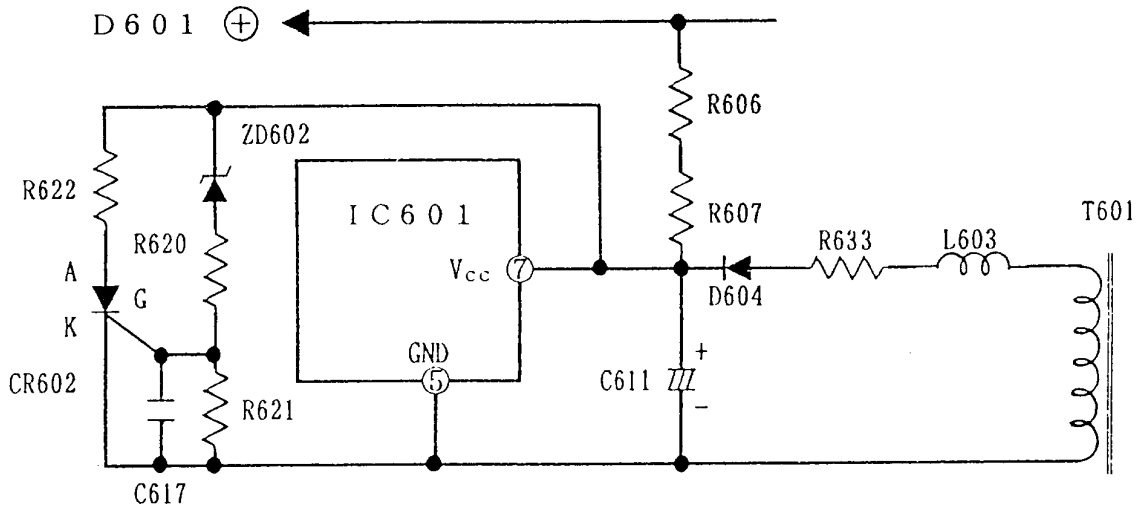 D601 ⊕
R606
ZD602
R622
R607
IC601
T601
R620
R633
L603
A
Vcc
7
G
D604
K
GND
+
CR602
5
C611
R621
−
C617